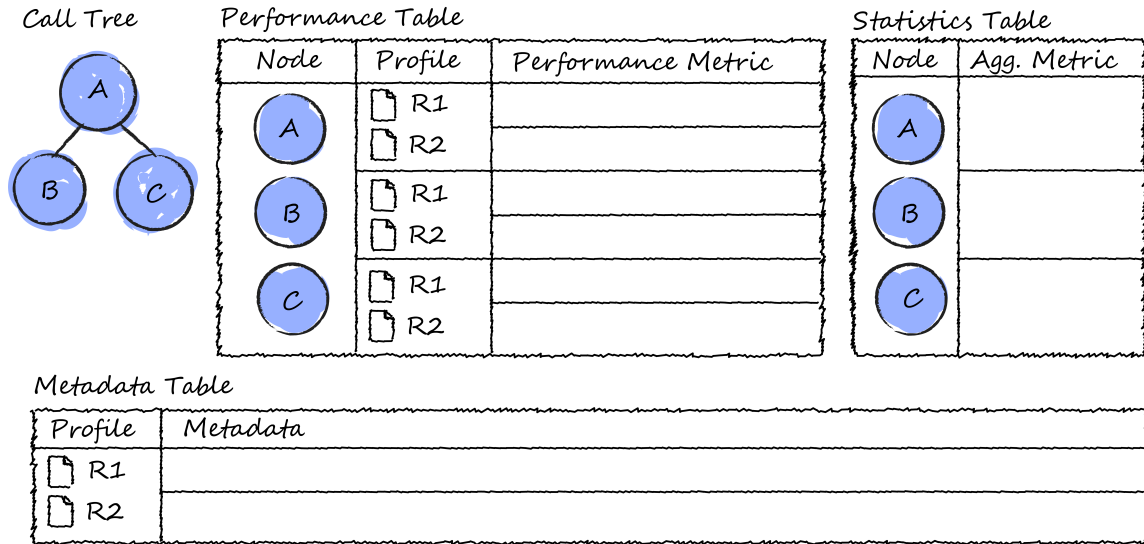 Call Tree
A
B
C
Performance Table
Node Profile Performance Metric
A
R1
R2
B
R1
R2
C
R1
R2
Statistics Table
Node Agg. Metric
A
B
C
Metadata Table
Profile Metadata
R1
R2